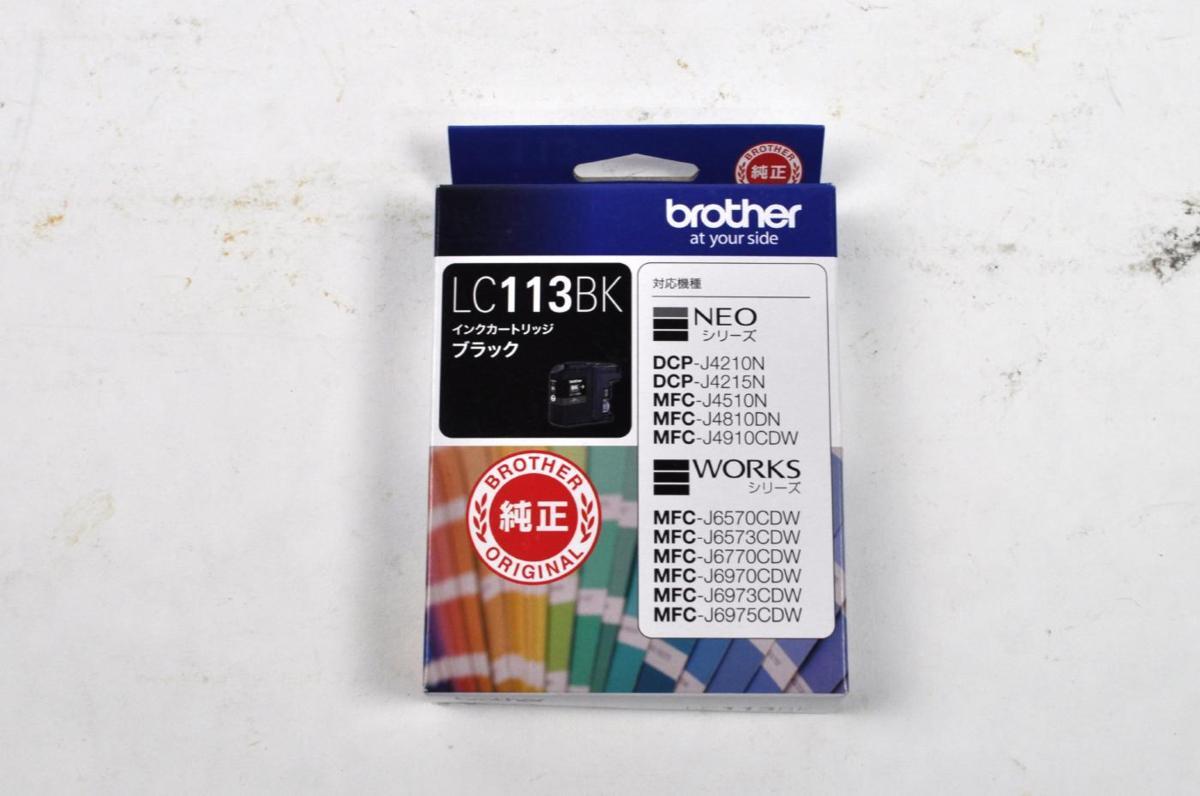 BROTHER
純正
brother
at your side
LC113BK
インクカートリッジ
ブラック
brother
BK
対応機種
NEO
シリーズ
DCP-J4210N
DCP-J4215N
MFC-J4510N
MFC-J4810DN
MFC-J4910CDW
WORKS
シリーズ
MFC-J6570CDW
MFC-J6573CDW
MFC-J6770CDW
MFC-J6970CDW
MFC-J6973CDW
MFC-J6975CDW
BROTHER
純正
ORIGINAL